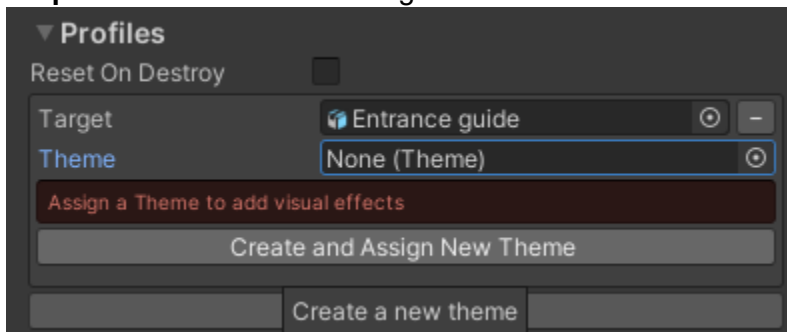 Profiles
Reset On Destroy
Target Entrance guide
Theme None (Theme)
Assign a Theme to add visual effects
Create and Assign New Theme
Create a new theme